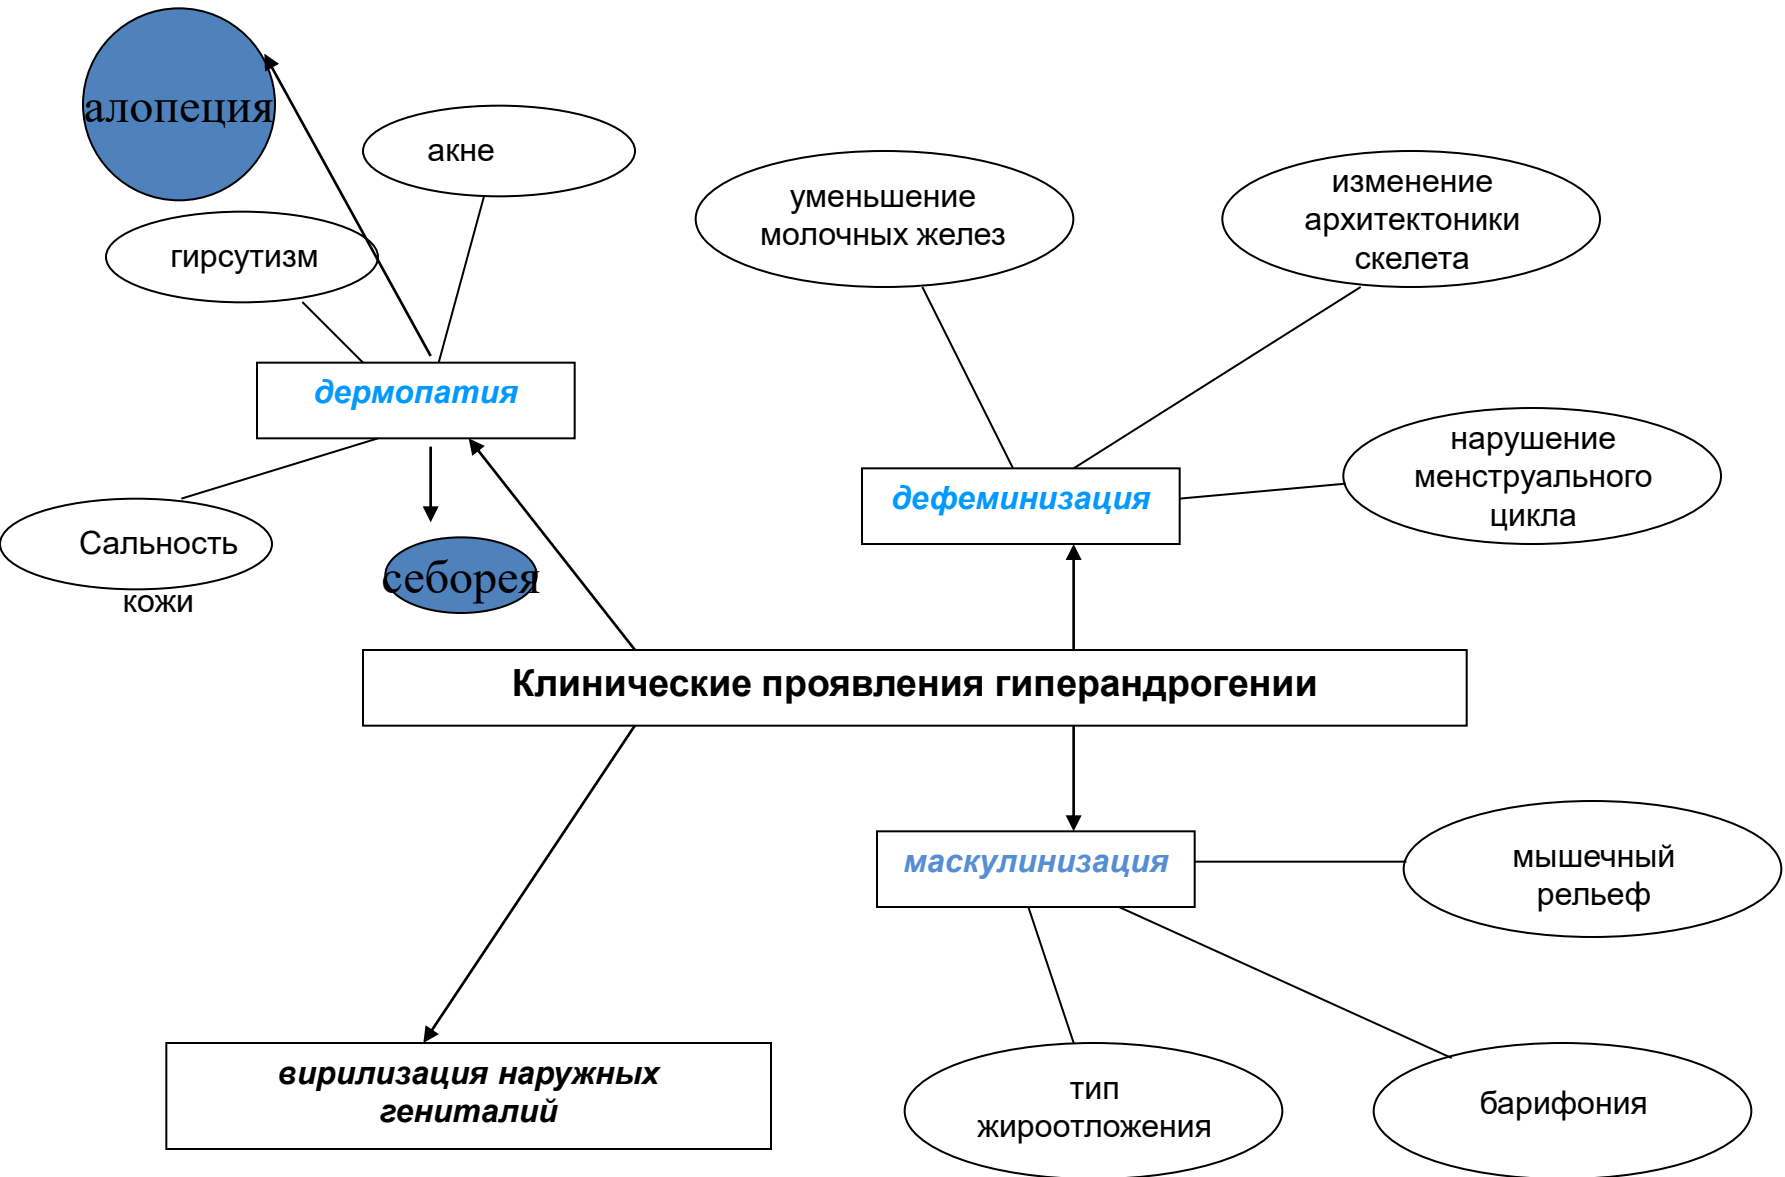 алопеция
акне
гирсутизм
уменьшение
молочных желез
изменение
архитектоники
скелета
дермопатия
нарушение
менструального
цикла
дефеминизация
Сальность
кожи
себорея
Клинические проявления гиперандрогении
маскулинизация
мышечный
рельеф
вирилизация наружных
гениталий
тип
жироотложения
барифония